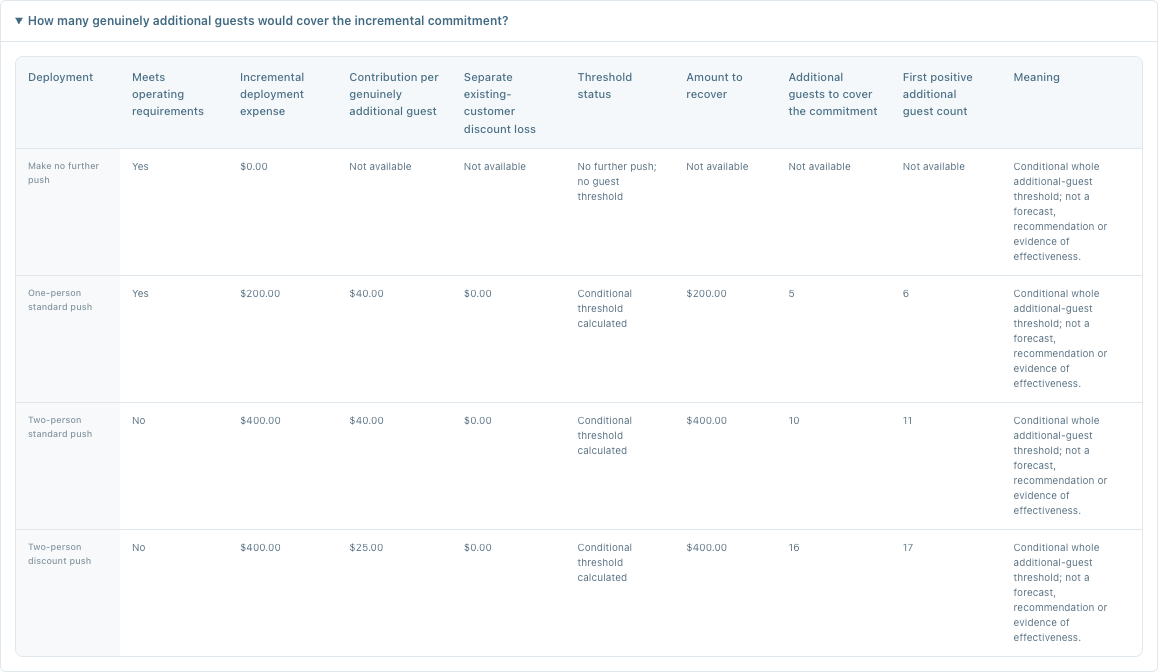 ▼ How many genuinely additional guests would cover the incremental commitment?
Deployment
Meets
operating
requirements
Incremental
deployment
expense
Contribution per
genuinely
additional guest
Separate
existing-
customer
discount loss
Threshold
status
Amount to
recover
Additional
guests to cover
the commitment
First positive
additional
guest count
Meaning
Make no further
push
Yes
$0.00
Not available
Not available
No further push;
no guest
threshold
Not available
Not available
Not available
Conditional whole
additional-guest
threshold; not a
forecast,
recommendation or
evidence of
effectiveness.
One-person
standard push
Yes
$200.00
$40.00
$0.00
Conditional
threshold
calculated
$200.00
5
6
Conditional whole
additional-guest
threshold; not a
forecast,
recommendation or
evidence of
effectiveness.
Two-person
standard push
No
$400.00
$40.00
$0.00
Conditional
threshold
calculated
$400.00
10
11
Conditional whole
additional-guest
threshold; not a
forecast,
recommendation or
evidence of
effectiveness.
Two-person
discount push
No
$400.00
$25.00
$0.00
Conditional
threshold
calculated
$400.00
16
17
Conditional whole
additional-guest
threshold; not a
forecast,
recommendation or
evidence of
effectiveness.